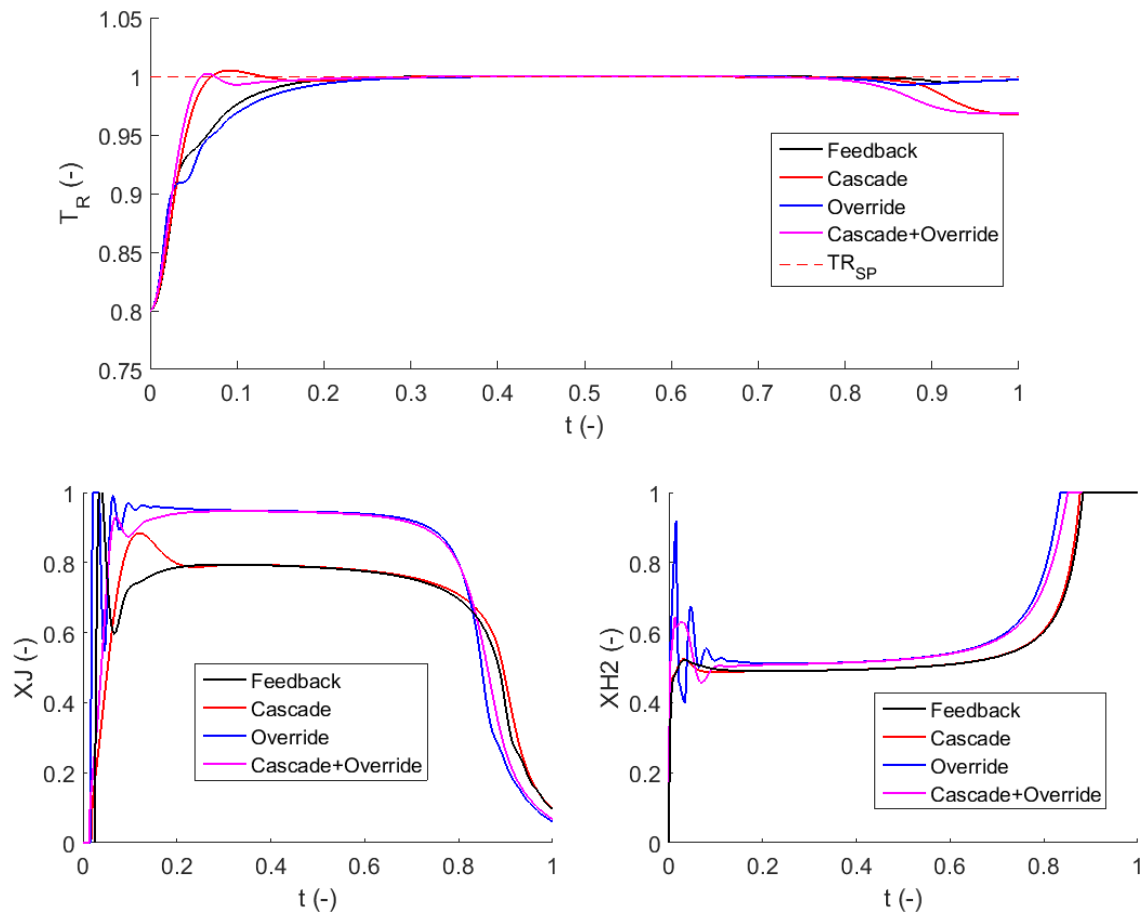 1.05
1
0.95
0.9
0.85
0.8
0.75
T_R (-)
0 0.1 0.2 0.3 0.4 0.5 0.6 0.7 0.8 0.9 1
t (-)
Feedback
Cascade
Override
Cascade+Override
TR_SP
1
0.8
0.6
0.4
0.2
0
XJ (-)
0 0.2 0.4 0.6 0.8 1
t (-)
Feedback
Cascade
Override
Cascade+Override
1
0.8
0.6
0.4
0.2
0
XH2 (-)
0 0.2 0.4 0.6 0.8 1
t (-)
Feedback
Cascade
Override
Cascade+Override